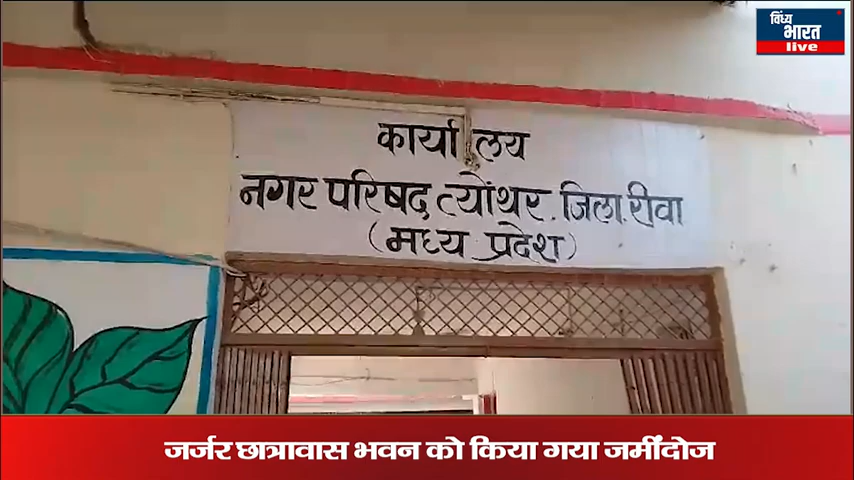 विंध्य
भारत
live
कार्यालय
नगर परिषद त्योंथर. जिला. रीवा
(मध्य प्रदेश)
जर्जर छात्रावास भवन को किया गया जमींदोज